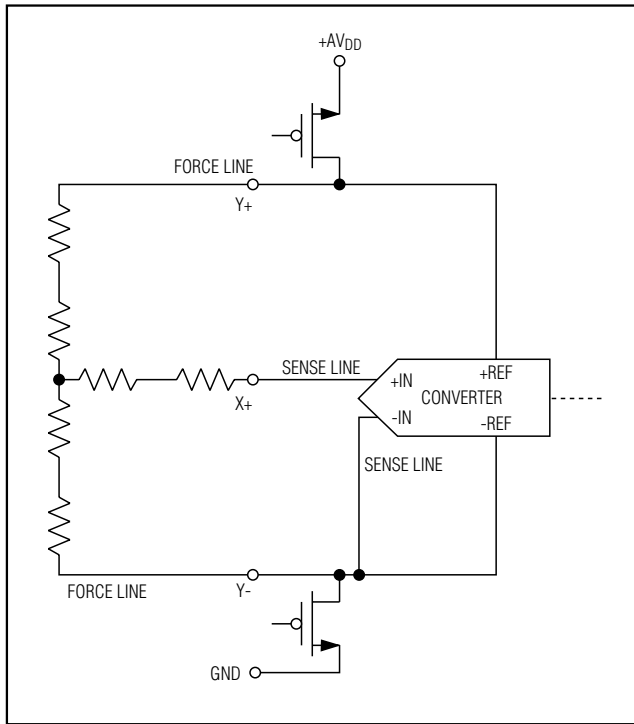 +AVDD
FORCE LINE
Y+
SENSE LINE
X+
+IN
+REF
CONVERTER
-IN
-REF
SENSE LINE
FORCE LINE
Y-
GND